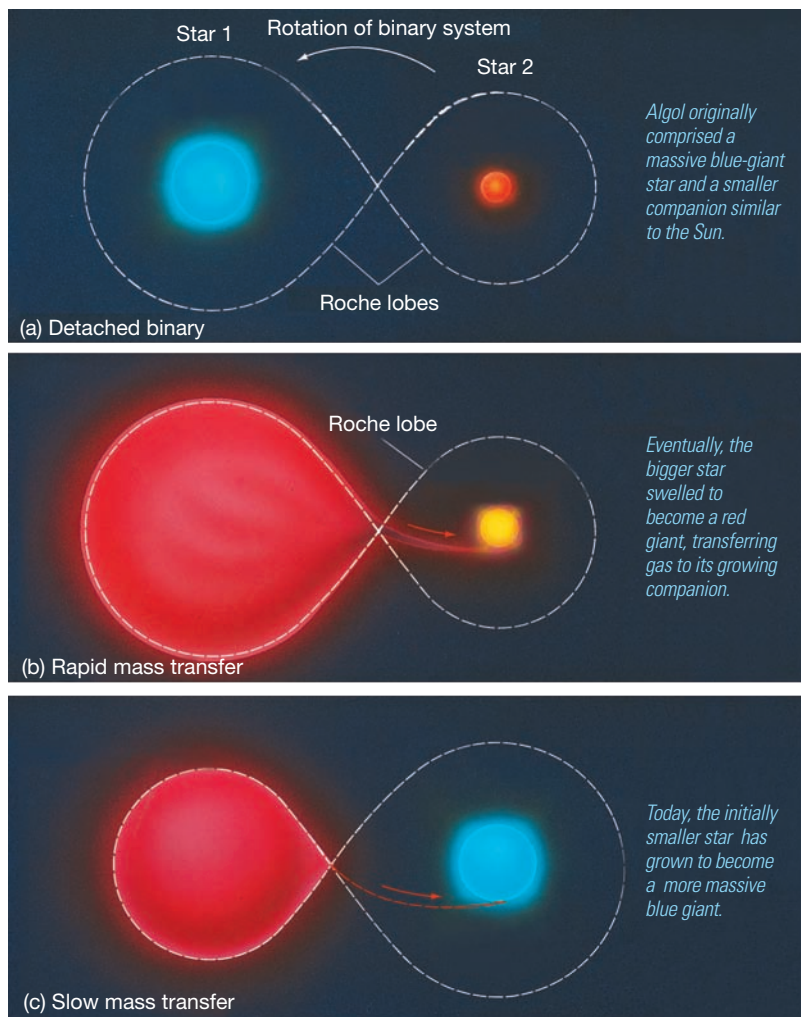 Star 1
Rotation of binary system
Star 2
Algol originally
comprised a
massive blue-giant
star and a smaller
companion similar
to the Sun.
Roche lobes
(a) Detached binary
Roche lobe
Eventually, the
bigger star
swelled to
become a red
giant, transferring
gas to its growing
companion.
(b) Rapid mass transfer
Today, the initially
smaller star has
grown to become
a more massive
blue giant.
(c) Slow mass transfer